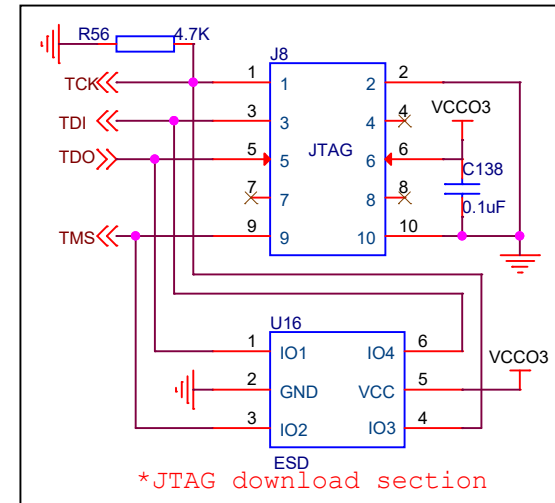 R56 4.7K
J8
TCK 1 1 2 2
TDI 3 3 4 4 VCCO3
TDO 5 5 JTAG 6 6
7 7 8 8 C138
0.1uF
TMS 9 9 10 10
U16
1 IO1 IO4 6
2 GND VCC 5 VCCO3
3 IO2 IO3 4
ESD
*JTAG download section